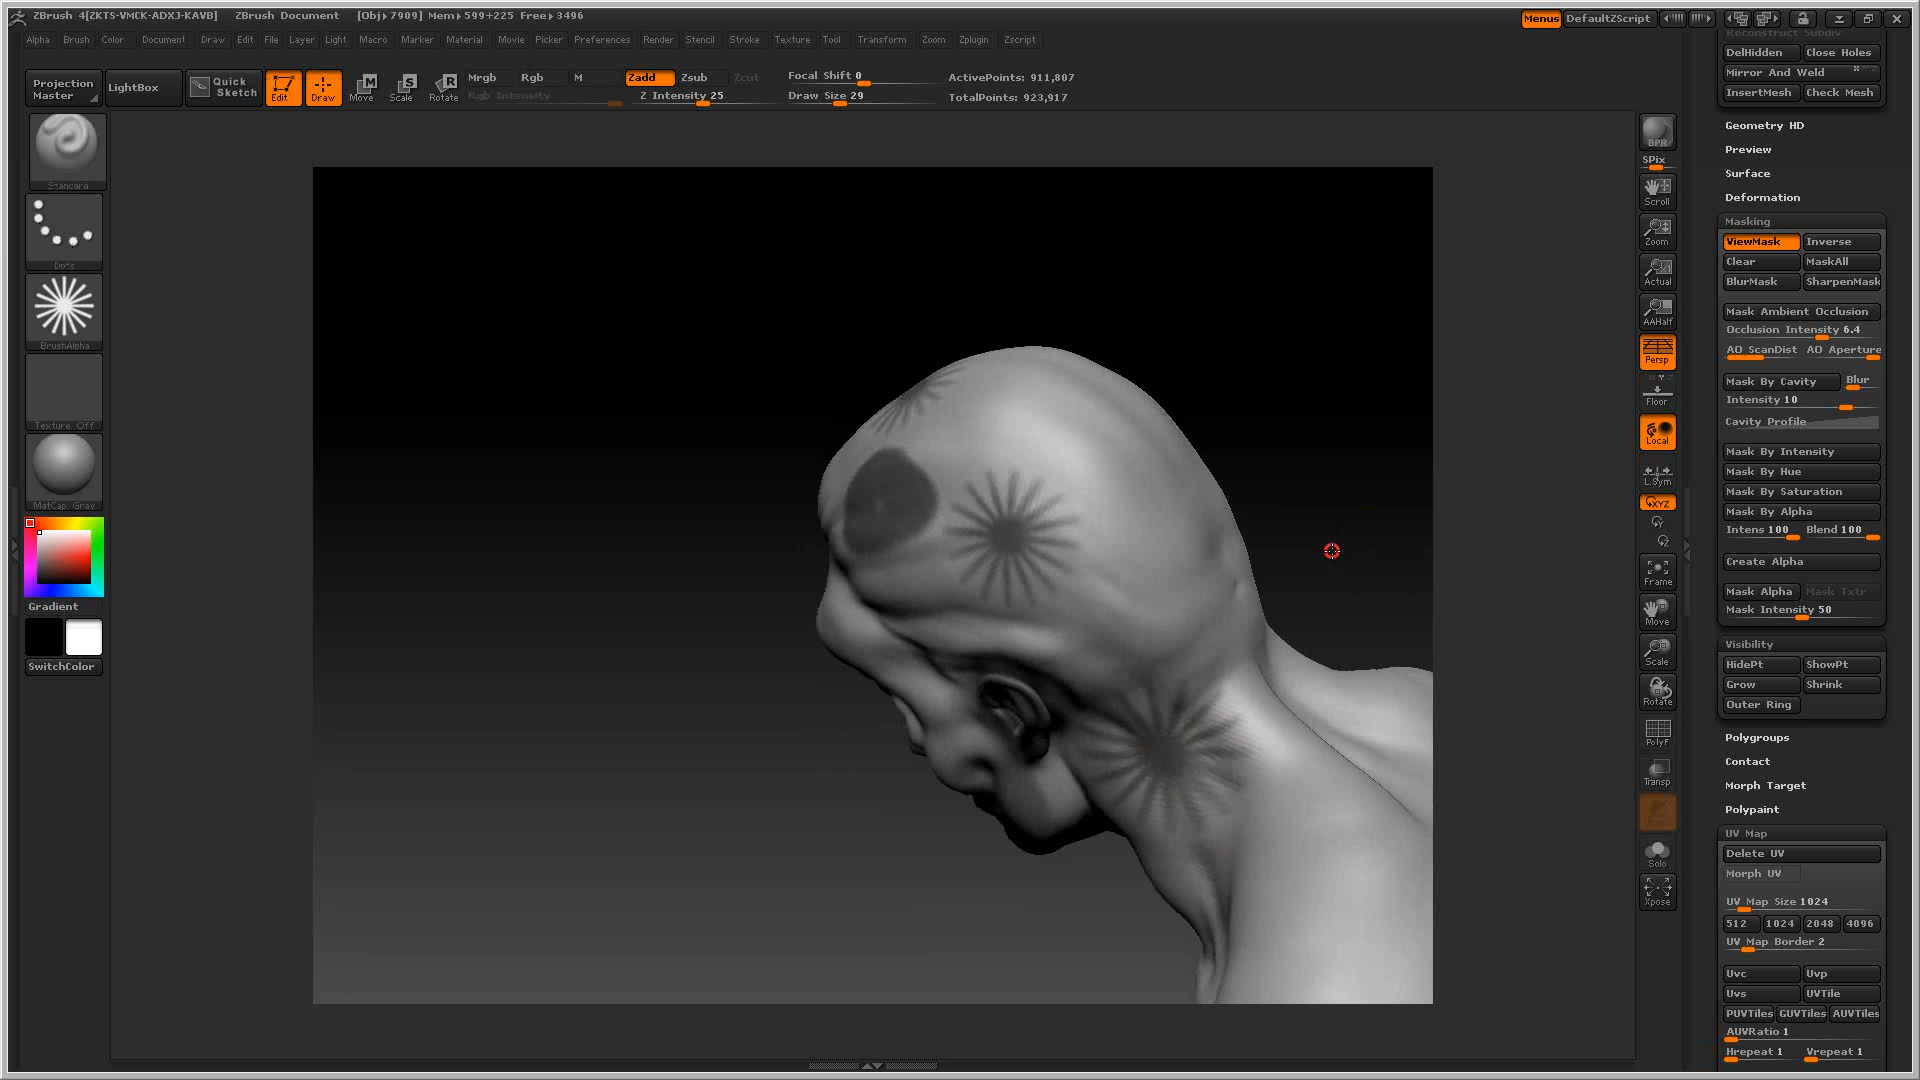 ZBrush 4[ZKTS-VMCK-ADXJ-KAVB] ZBrush Document [Obj▸7909] Mem▸599+225 Free▸3496 Menus DefaultZScript
Alpha Brush Color Document Draw Edit File Layer Light Macro Marker Material Movie Picker Preferences Render Stencil Stroke Texture Tool Transform Zoom Zplugin Zscript
Projection Master
LightBox
Quick Sketch
Edit
Draw
Move
Scale
Rotate
Mrgb Rgb M
Rgb Intensity
Zadd Zsub Zcut
Z Intensity 25
Focal Shift 0
Draw Size 29
ActivePoints: 911,807
TotalPoints: 923,917
Standard
Dots
BrushAlpha
Texture Off
MatCap Gray
Gradient
SwitchColor
BPR
SPix
Scroll
Zoom
Actual
AAHalf
Persp
Floor
Local
L.Sym
XYZ
Y
Z
Frame
Move
Scale
Rotate
PolyF
Transp
Solo
Xpose
Reconstruct Subdiv
DelHidden Close Holes
Mirror And Weld
InsertMesh Check Mesh
Geometry HD
Preview
Surface
Deformation
Masking
ViewMask Inverse
Clear MaskAll
BlurMask SharpenMask
Mask Ambient Occlusion
Occlusion Intensity 6.4
AO ScanDist AO Aperture
Mask By Cavity Blur
Intensity 10
Cavity Profile
Mask By Intensity
Mask By Hue
Mask By Saturation
Mask By Alpha
Intens 100 Blend 100
Create Alpha
Mask Alpha Mask Txtr
Mask Intensity 50
Visibility
HidePt ShowPt
Grow Shrink
Outer Ring
Polygroups
Contact
Morph Target
Polypaint
UV Map
Delete UV
Morph UV
UV Map Size 1024
512 1024 2048 4096
UV Map Border 2
Uvc Uvp
Uvs UVTile
PUVTiles GUVTiles AUVTiles
AUVRatio 1
Hrepeat 1 Vrepeat 1